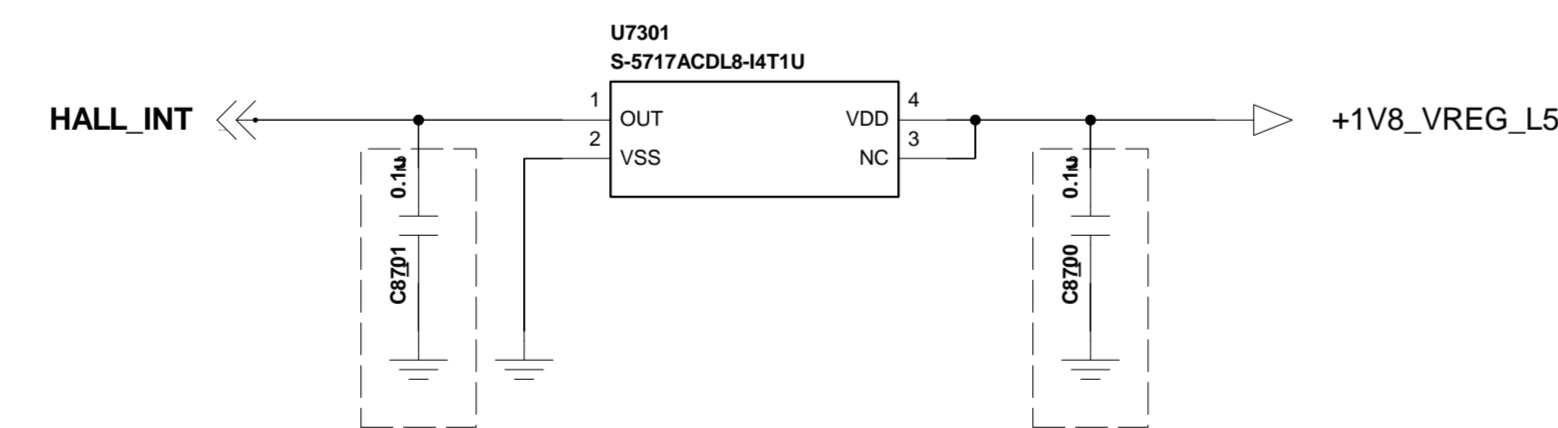 U7301
S-5717ACDL8-I4T1U
HALL_INT
1
OUT
VDD
4
+1V8_VREG_L5
2
VSS
NC
3
0.1u
0.1u
C8701
C8700